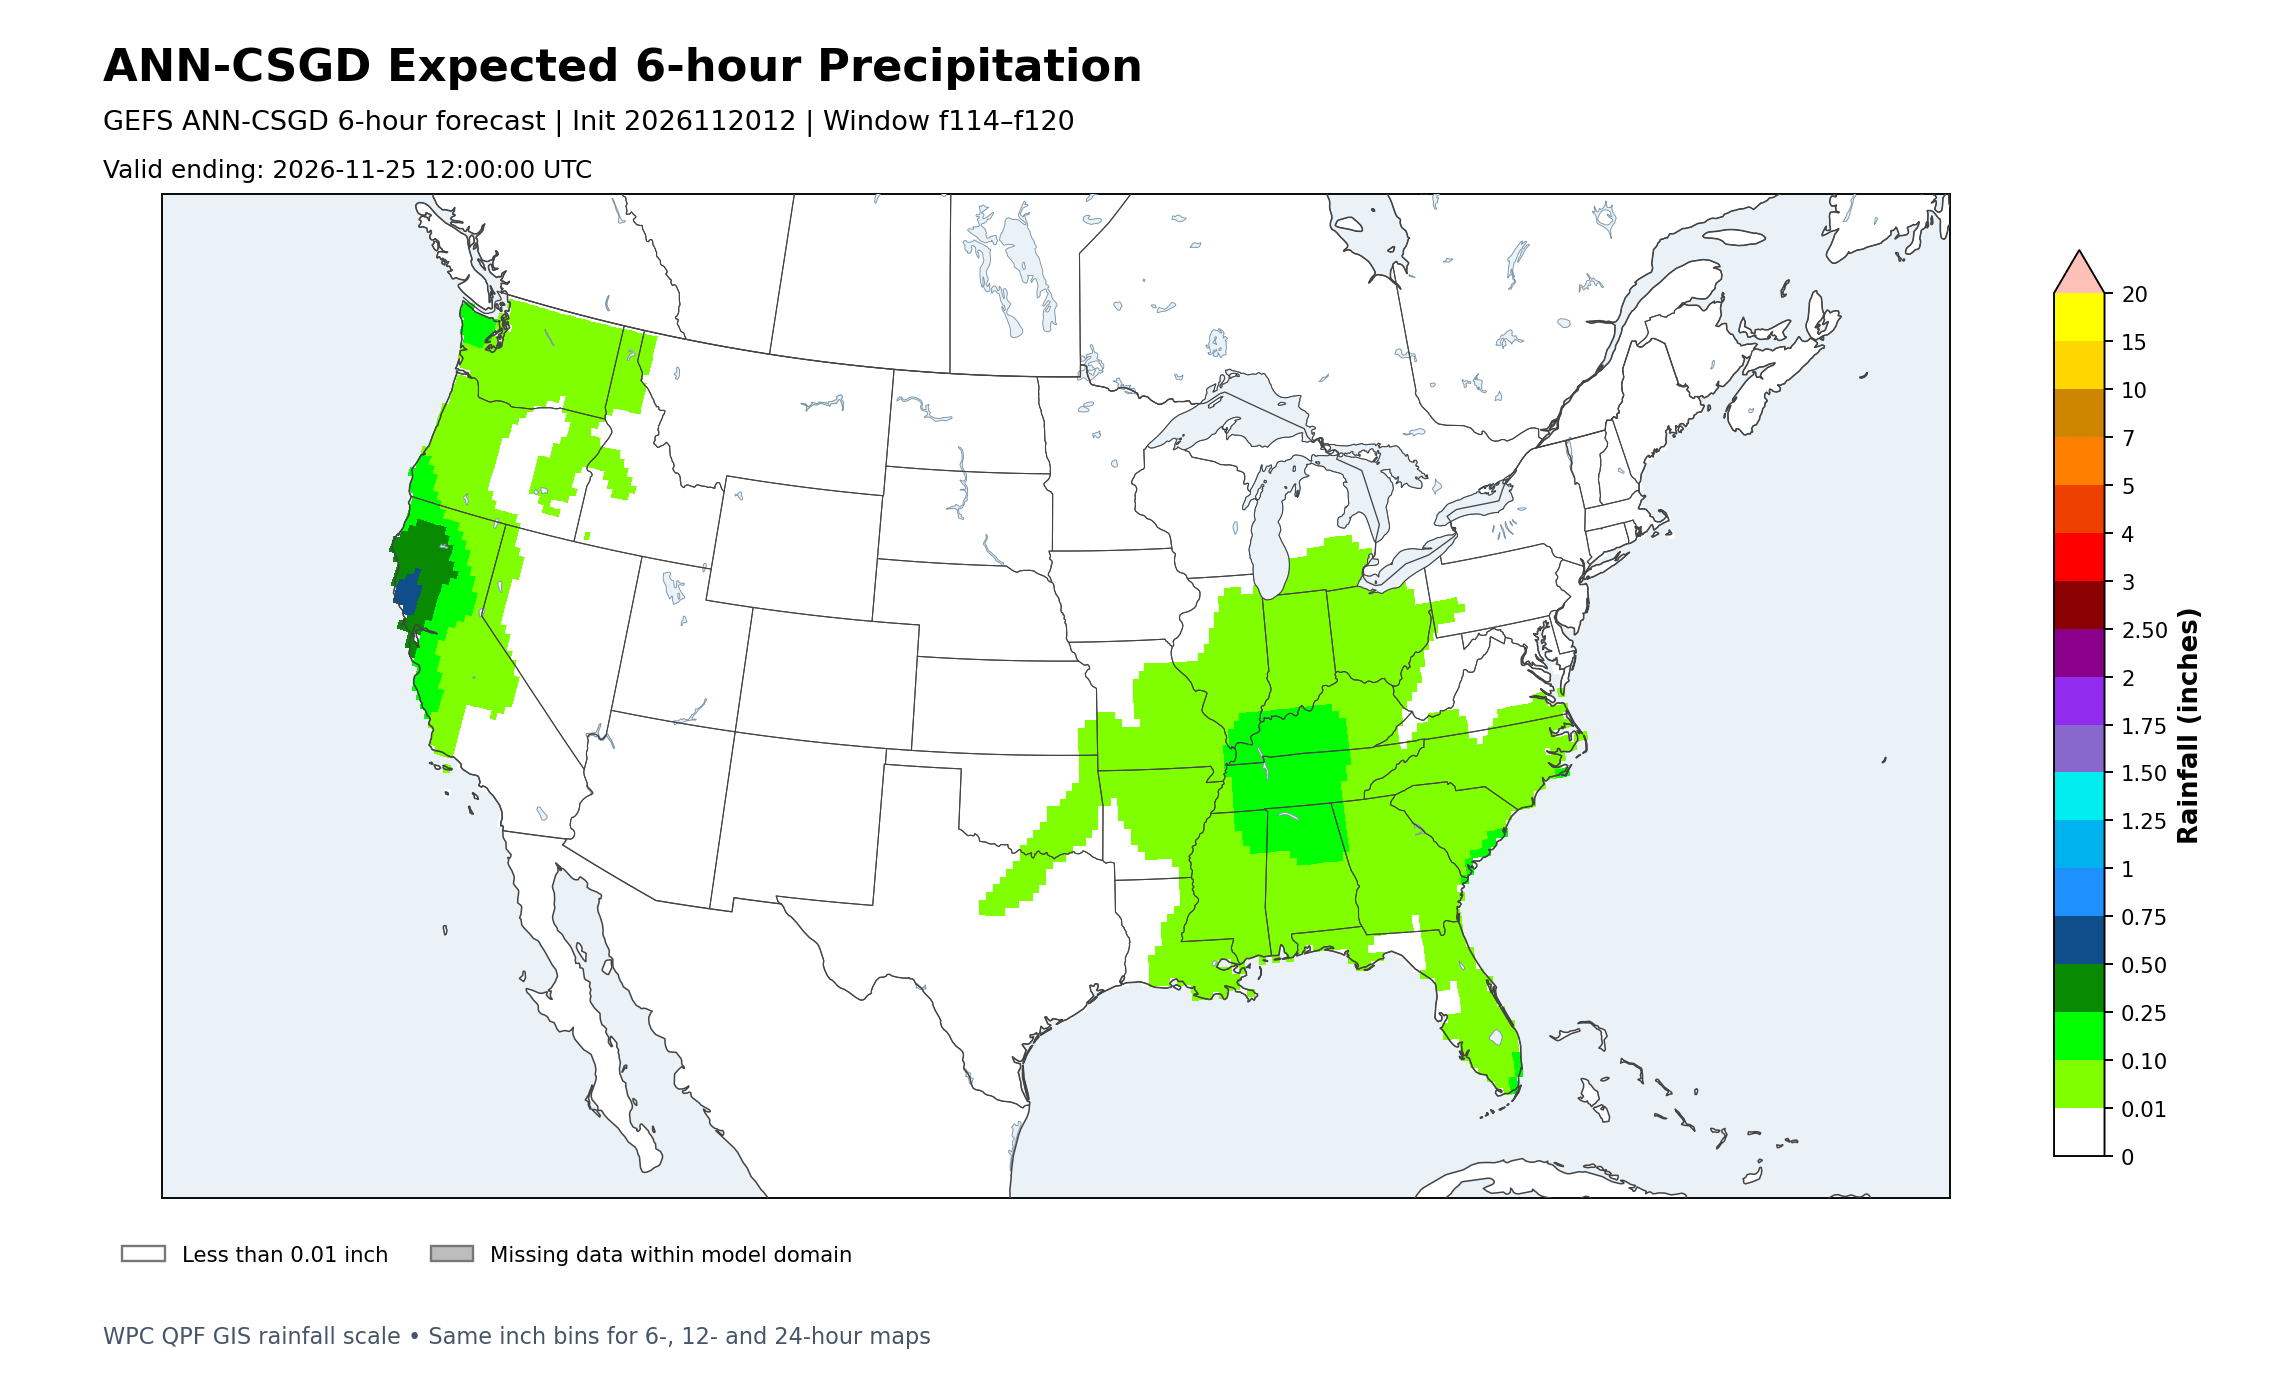 ANN-CSGD Expected 6-hour Precipitation
GEFS ANN-CSGD 6-hour forecast | Init 2026112012 | Window f114–f120
Valid ending: 2026-11-25 12:00:00 UTC
20
15
10
7
5
4
3
2.50
2
1.75
1.50
1.25
1
0.75
0.50
0.25
0.10
0.01
0
Rainfall (inches)
Less than 0.01 inch
Missing data within model domain
WPC QPF GIS rainfall scale • Same inch bins for 6-, 12- and 24-hour maps